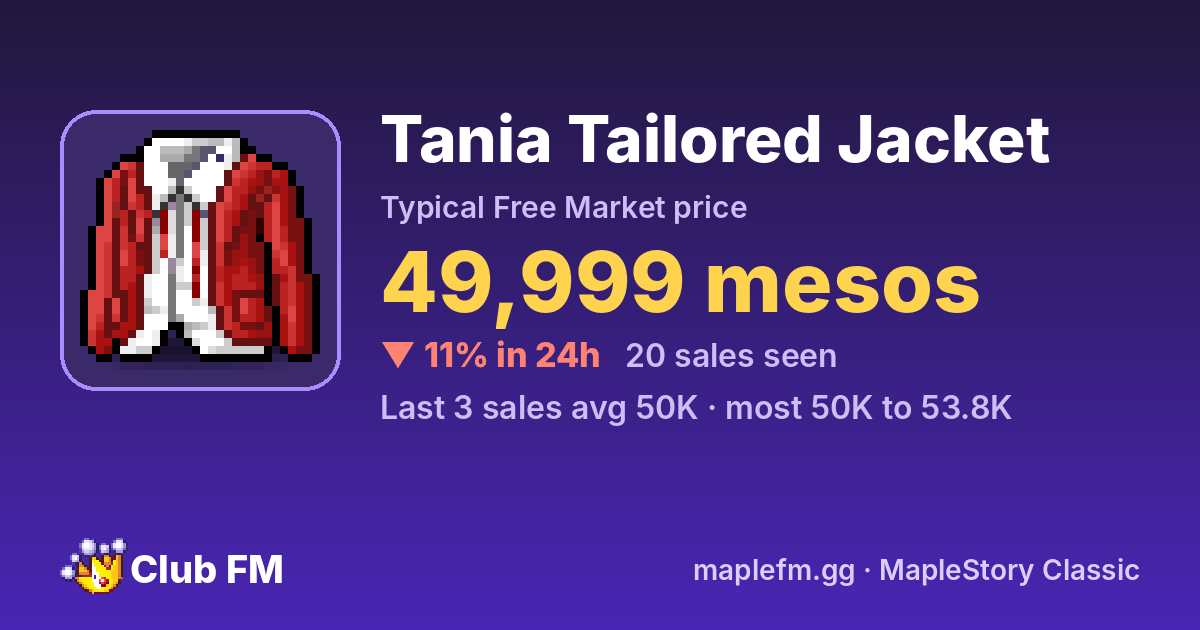 Tania Tailored Jacket
Typical Free Market price
49,999 mesos
▼ 11% in 24h 20 sales seen
Last 3 sales avg 50K · most 50K to 53.8K
Club FM
maplefm.gg · MapleStory Classic